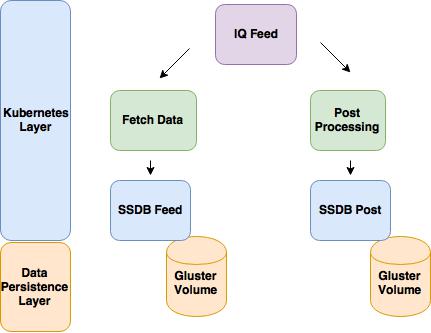 IQ Feed
Kubernetes
Layer
Fetch Data
Post
Processing
SSDB Feed
SSDB Post
Data
Persistence
Layer
Gluster
Volume
Gluster
Volume